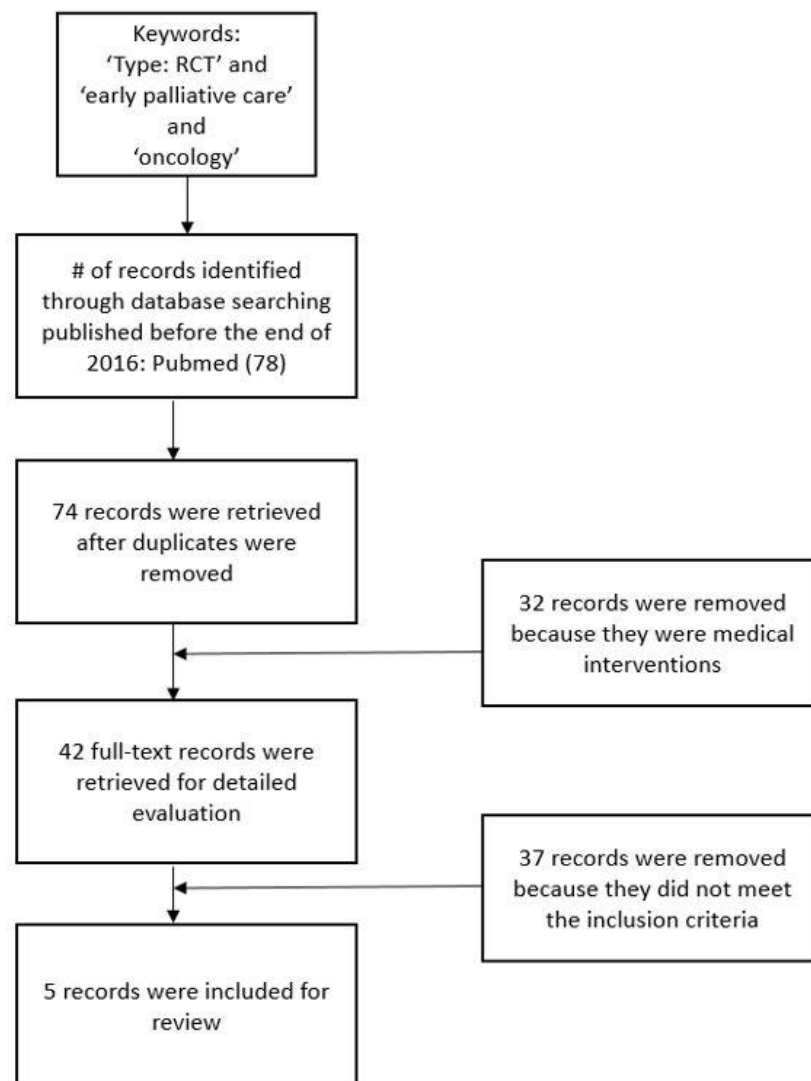 Keywords:
‘Type: RCT’ and
‘early palliative care’
and
‘oncology’
# of records identified
through database searching
published before the end of
2016: Pubmed (78)
74 records were retrieved
after duplicates were
removed
32 records were removed
because they were medical
interventions
42 full-text records were
retrieved for detailed
evaluation
37 records were removed
because they did not meet
the inclusion criteria
5 records were included for
review